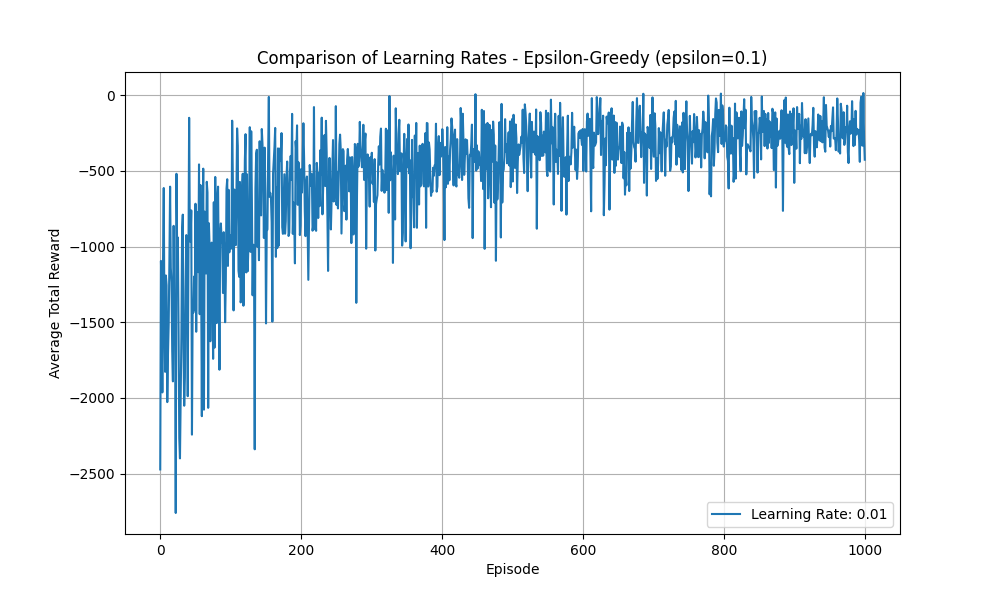 Comparison of Learning Rates - Epsilon-Greedy (epsilon=0.1)
Average Total Reward
0
−500
−1000
−1500
−2000
−2500
Learning Rate: 0.01
0 200 400 600 800 1000
Episode